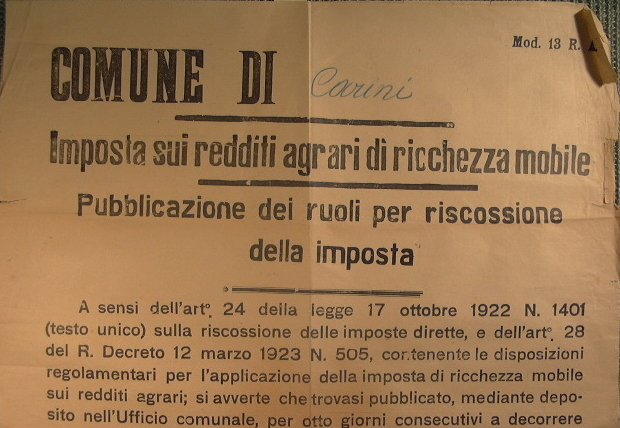 Mod. 13 R. A
COMUNE DI Carini
Imposta sui redditi agrari di ricchezza mobile
Pubblicazione dei ruoli per riscossione
della imposta
A sensi dell'art°. 24 della legge 17 ottobre 1922 N. 1401
(testo unico) sulla riscossione delle imposte dirette, e dell'art°. 28
del R. Decreto 12 marzo 1923 N. 505, contenente le disposizioni
regolamentari per l'applicazione della imposta di ricchezza mobile
sui redditi agrari; si avverte che trovasi pubblicato, mediante depo-
sito nell'Ufficio comunale, per otto giorni consecutivi a decorrere